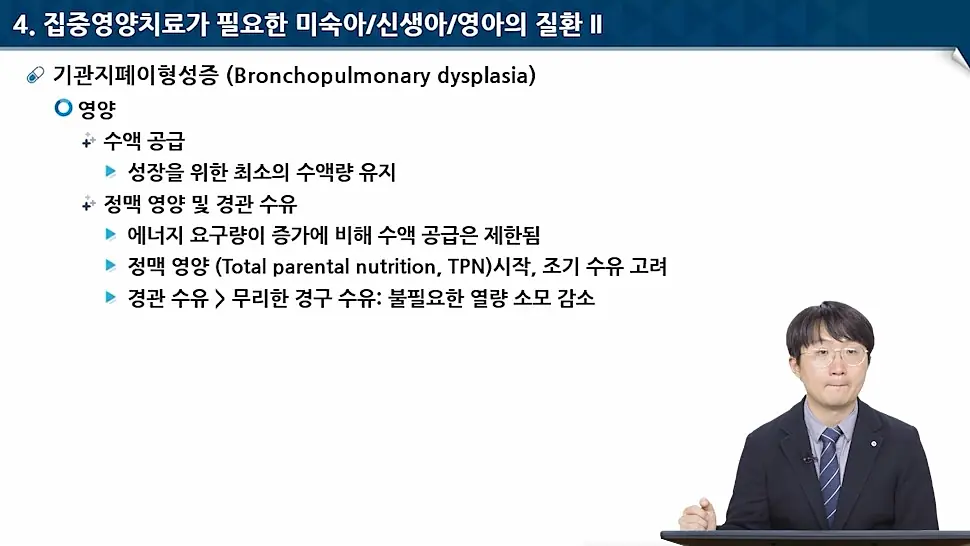 4. 집중영양치료가 필요한 미숙아/신생아/영아의 질환 II
기관지폐이형성증 (Bronchopulmonary dysplasia)
영양
수액 공급
성장을 위한 최소의 수액량 유지
정맥 영양 및 경관 수유
에너지 요구량이 증가에 비해 수액 공급은 제한됨
정맥 영양 (Total parental nutrition, TPN)시작, 조기 수유 고려
경관 수유 > 무리한 경구 수유: 불필요한 열량 소모 감소